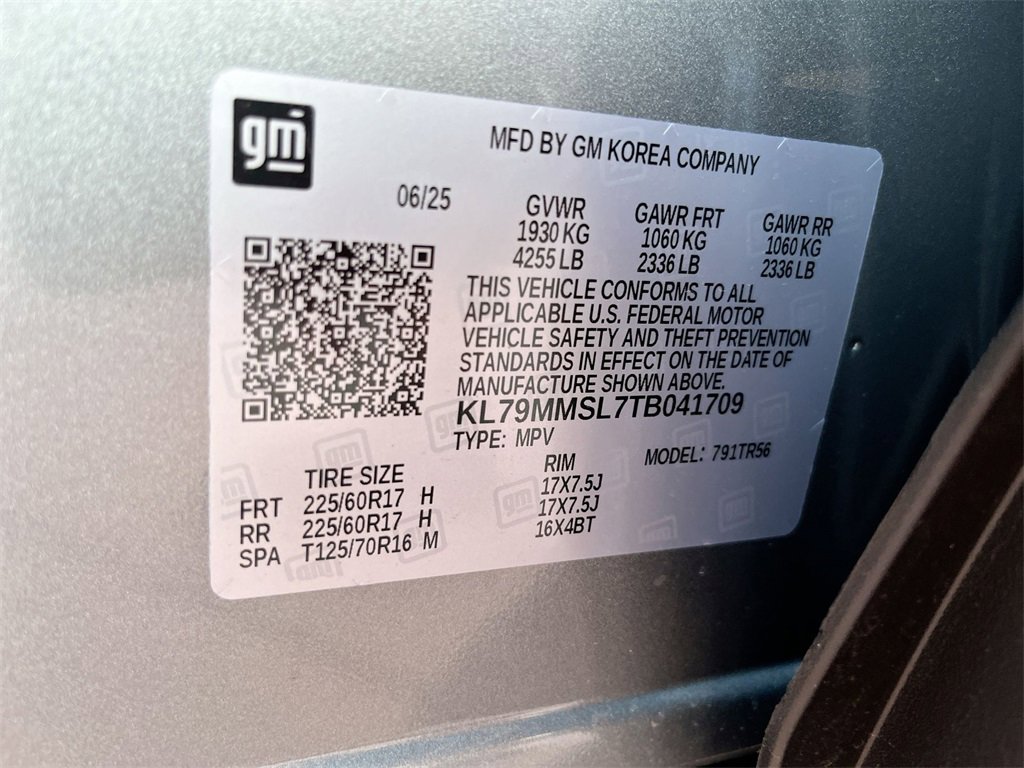 gm
MFD BY GM KOREA COMPANY
06/25
GVWR GAWR FRT GAWR RR
1930 KG 1060 KG 1060 KG
4255 LB 2336 LB 2336 LB
THIS VEHICLE CONFORMS TO ALL
APPLICABLE U.S. FEDERAL MOTOR
VEHICLE SAFETY AND THEFT PREVENTION
STANDARDS IN EFFECT ON THE DATE OF
MANUFACTURE SHOWN ABOVE.
KL79MMSL7TB041709
TYPE: MPV MODEL: 791TR56
TIRE SIZE RIM
FRT 225/60R17 H 17X7.5J
RR 225/60R17 H 17X7.5J
SPA T125/70R16 M 16X4BT